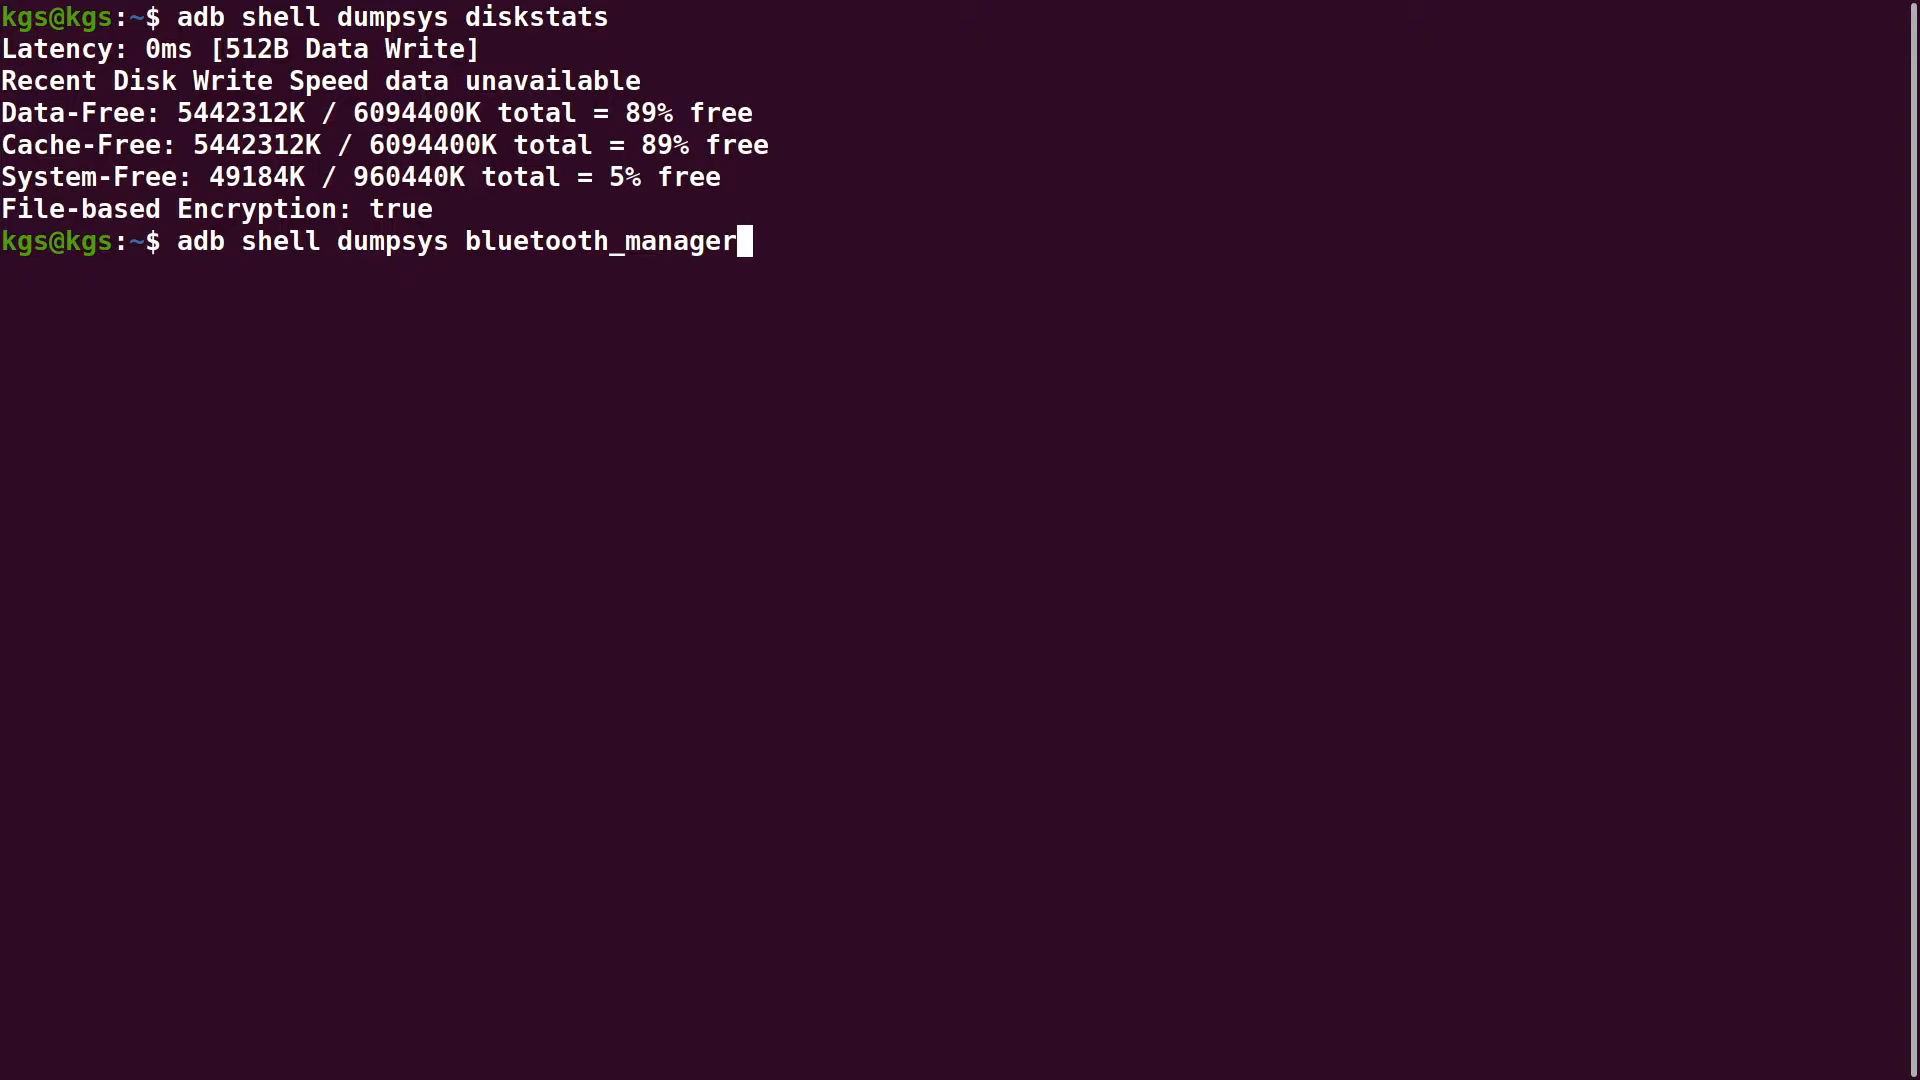 kgs@kgs:~$ adb shell dumpsys diskstats
Latency: 0ms [512B Data Write]
Recent Disk Write Speed data unavailable
Data-Free: 5442312K / 6094400K total = 89% free
Cache-Free: 5442312K / 6094400K total = 89% free
System-Free: 49184K / 960440K total = 5% free
File-based Encryption: true
kgs@kgs:~$ adb shell dumpsys bluetooth_manager